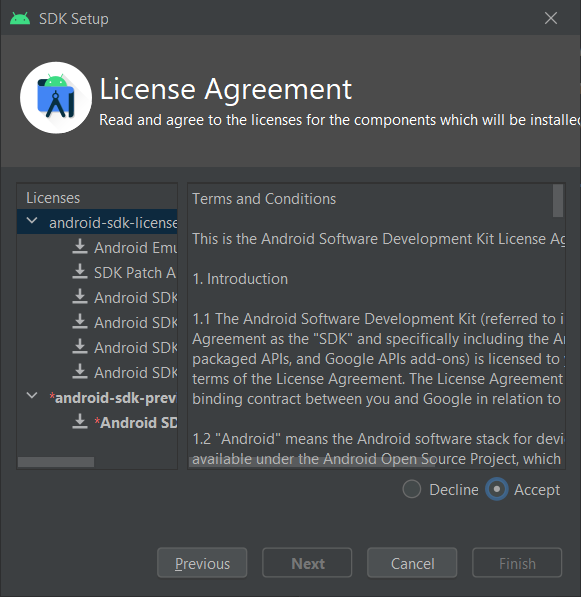 SDK Setup
License Agreement
Read and agree to the licenses for the components which will be installe
Licenses
android-sdk-license
Android Emu
SDK Patch A
Android SDK
Android SDK
Android SDK
Android SDK
*android-sdk-previ
*Android SD
Terms and Conditions
This is the Android Software Development Kit License Ag
1. Introduction
1.1 The Android Software Development Kit (referred to i
Agreement as the "SDK" and specifically including the An
packaged APIs, and Google APIs add-ons) is licensed to y
terms of the License Agreement. The License Agreement
binding contract between you and Google in relation to
1.2 "Android" means the Android software stack for devi
available under the Android Open Source Project, which
Decline
Accept
Previous
Next
Cancel
Finish